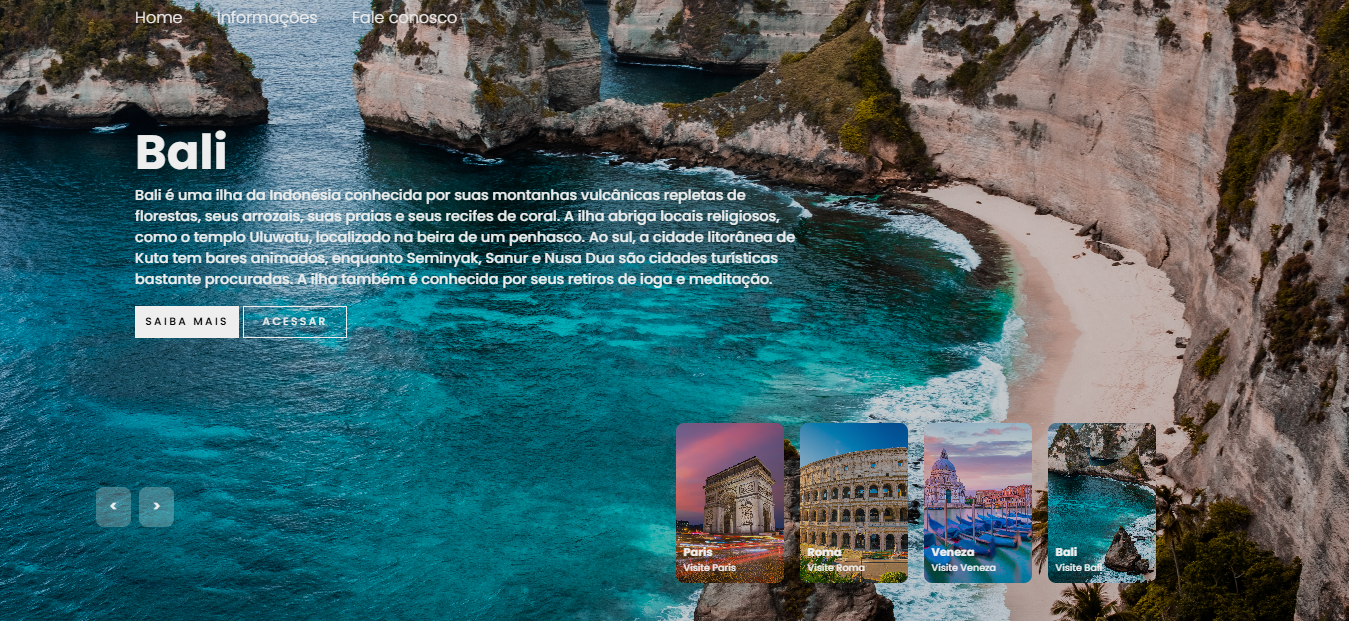 Home Informações Fale conosco
Bali
Bali é uma ilha da Indonésia conhecida por suas montanhas vulcânicas repletas de
florestas, seus arrozais, suas praias e seus recifes de coral. A ilha abriga locais religiosos,
como o templo Uluwatu, localizado na beira de um penhasco. Ao sul, a cidade litorânea de
Kuta tem bares animados, enquanto Seminyak, Sanur e Nusa Dua são cidades turísticas
bastante procuradas. A ilha também é conhecida por seus retiros de ioga e meditação.
SAIBA MAIS ACESSAR
< >
Paris
Visite Paris
Roma
Visite Roma
Veneza
Visite Veneza
Bali
Visite Bali